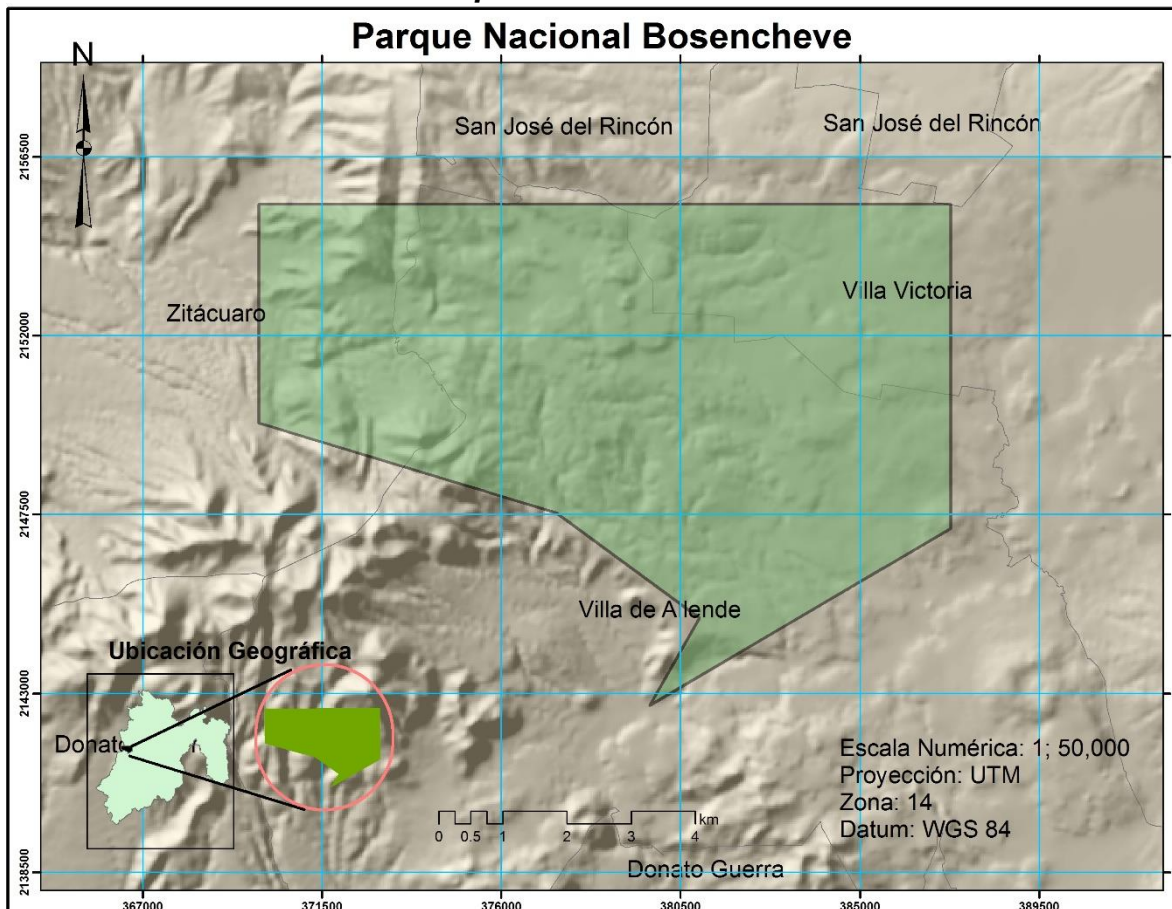 Parque Nacional Bosencheve
N
San José del Rincón
San José del Rincón
2156500
Villa Victoria
Zitácuaro
2152000
2147500
Villa de Allende
Ubicación Geográfica
2143000
Donato
Escala Numérica: 1; 50,000
Proyección: UTM
Zona: 14
Datum: WGS 84
km
0 0.5 1 2 3 4
Donato Guerra
2138500
367000 371500 376000 380500 385000 389500